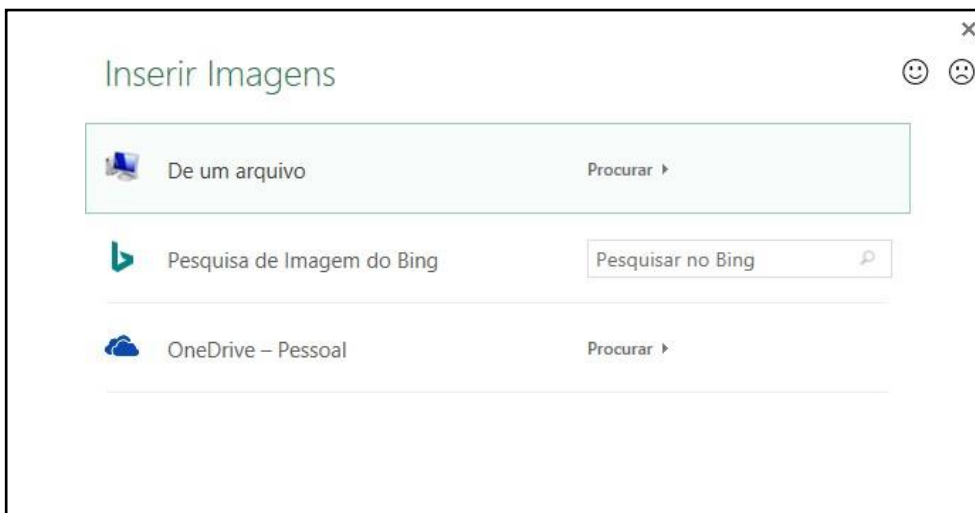 Inserir Imagens
De um arquivo
Procurar
Pesquisa de Imagem do Bing
Pesquisar no Bing
OneDrive – Pessoal
Procurar